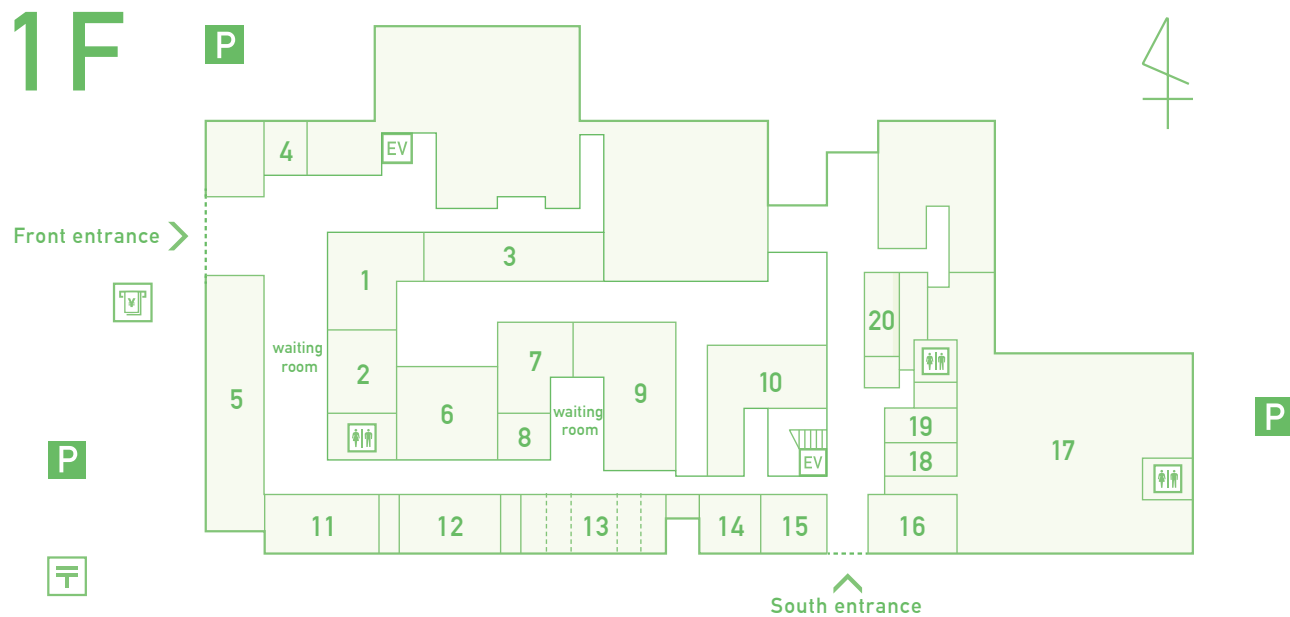 1F
P
4
EV
Front entrance
3
1
¥
20
waiting
room
2
7
10
5
9
waiting
room
6
8
P
19
17
18
EV
P
11
12
13
14
15
16
〒
South entrance